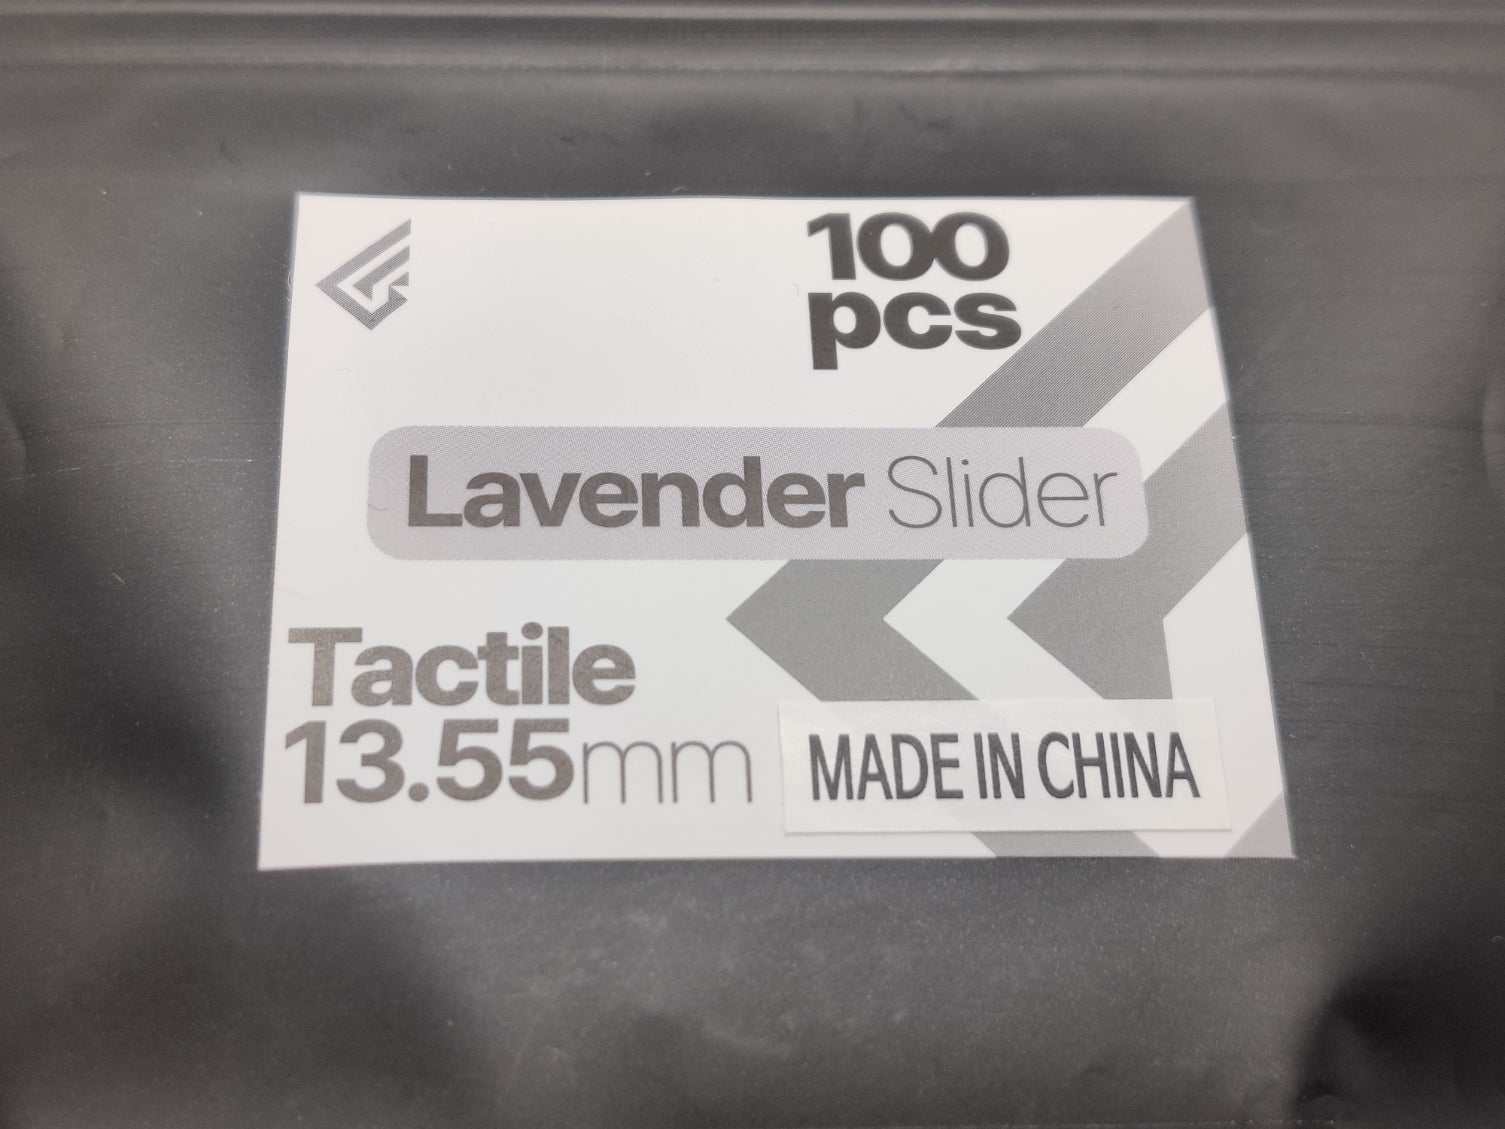 100
pcs
Lavender Slider
Tactile
13.55mm
MADE IN CHINA